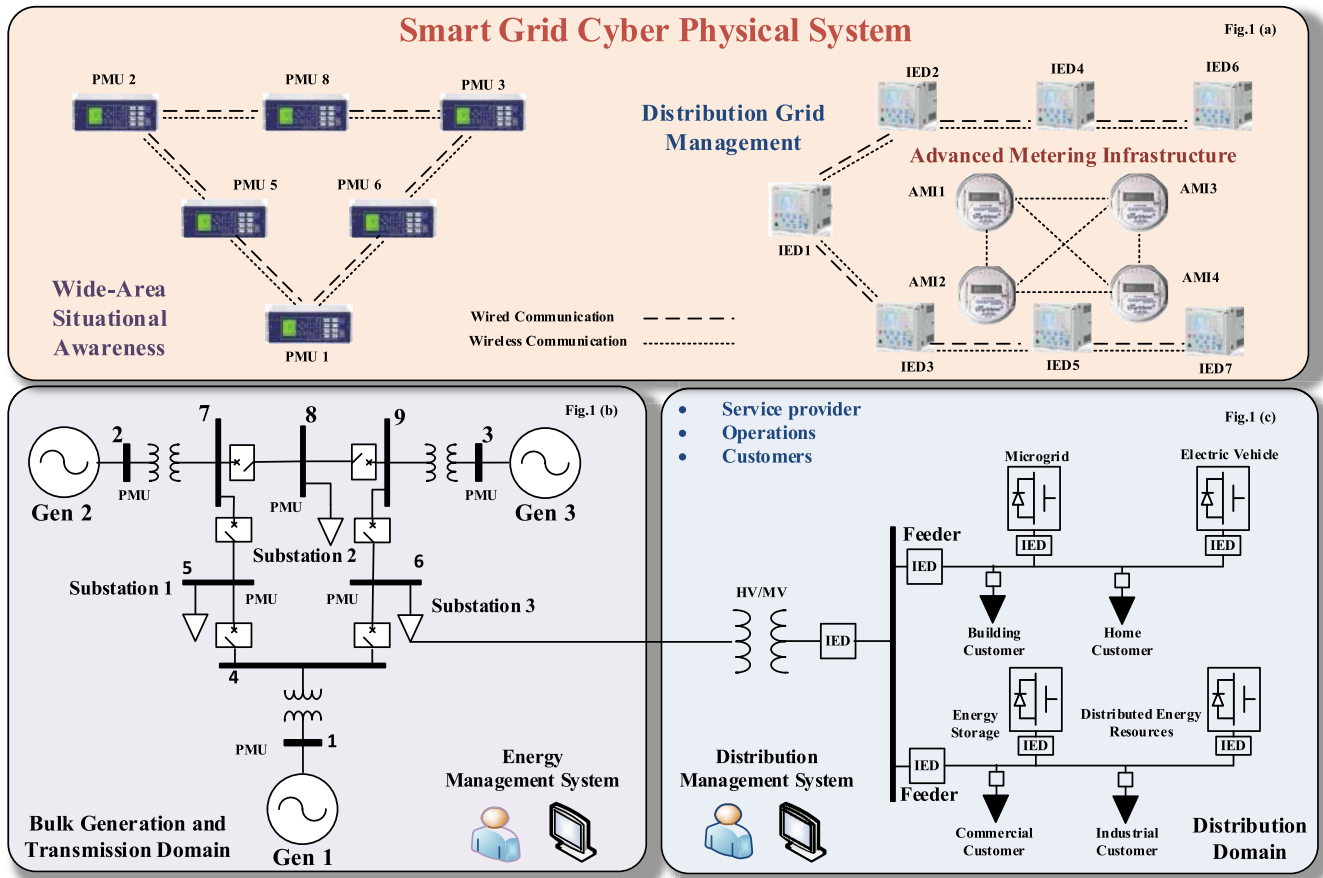 Smart Grid Cyber Physical System
Fig.1 (a)
PMU 2
PMU 8
PMU 3
PMU 5
PMU 6
PMU 1
Wide-Area
Situational
Awareness
Wired Communication
Wireless Communication
Distribution Grid
Management
IED2
IED4
IED6
IED1
IED3
IED5
IED7
Advanced Metering Infrastructure
AMI1
AMI3
AMI2
AMI4
Fig.1 (b)
2
7
8
9
3
PMU
PMU
PMU
Gen 2
Gen 3
Substation 2
5
6
Substation 1
PMU
PMU
Substation 3
4
PMU
1
Gen 1
Energy
Management System
Bulk Generation and
Transmission Domain
• Service provider
• Operations
• Customers
Fig.1 (c)
Microgrid
Electric Vehicle
IED
IED
Feeder
IED
HV/MV
IED
Building
Customer
Home
Customer
Energy
Storage
Distributed Energy
Resources
IED
IED
IED
Feeder
Commercial
Customer
Industrial
Customer
Distribution
Management System
Distribution
Domain